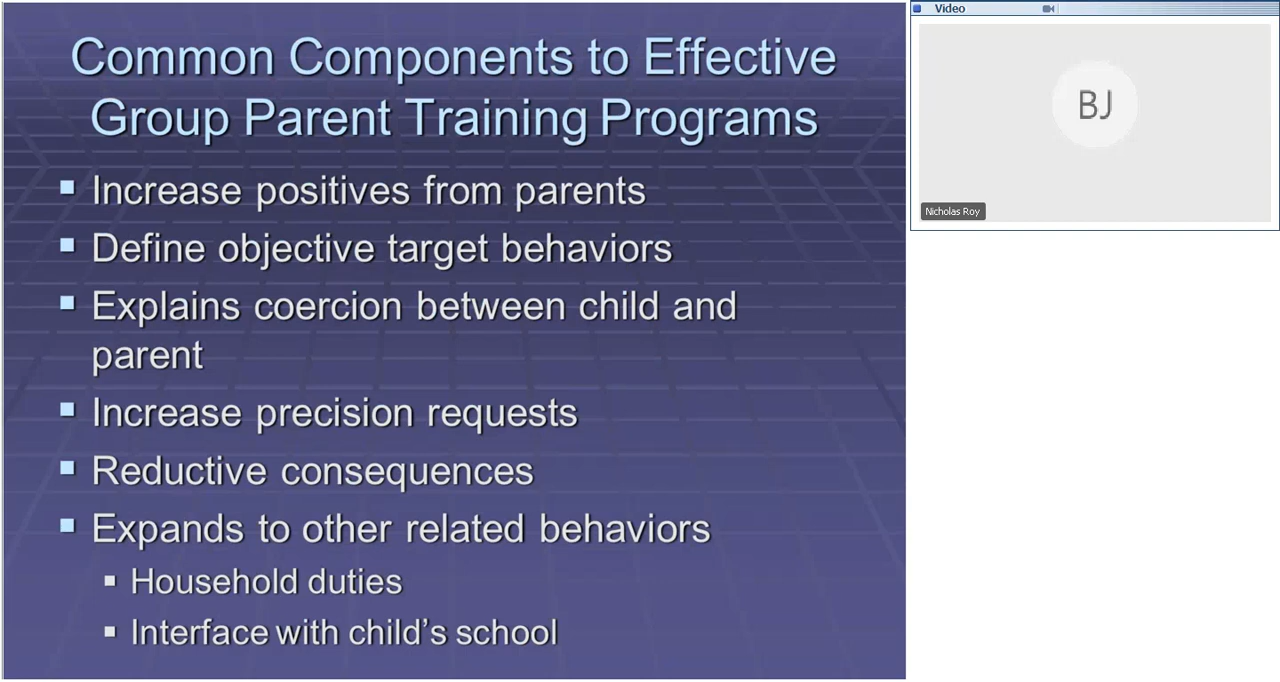 Common Components to Effective
Group Parent Training Programs
Increase positives from parents
Define objective target behaviors
Explains coercion between child and
parent
Increase precision requests
Reductive consequences
Expands to other related behaviors
Household duties
Interface with child’s school
Video
BJ
Nicholas Roy